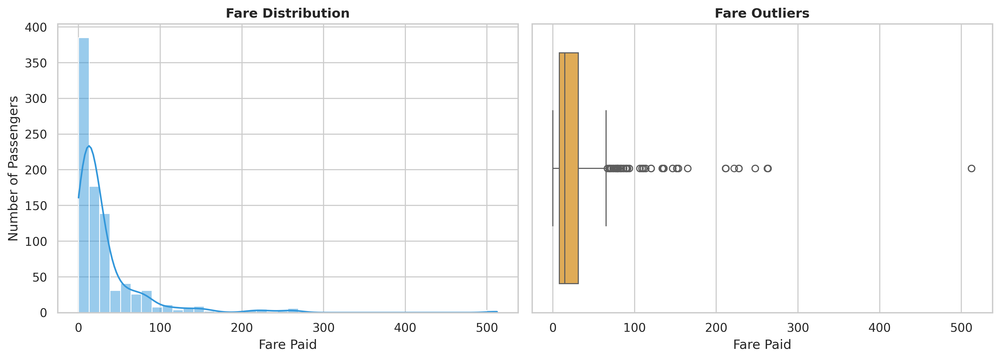 Fare Distribution
Number of Passengers
400
350
300
250
200
150
100
50
0
0 100 200 300 400 500
Fare Paid
Fare Outliers
0 100 200 300 400 500
Fare Paid